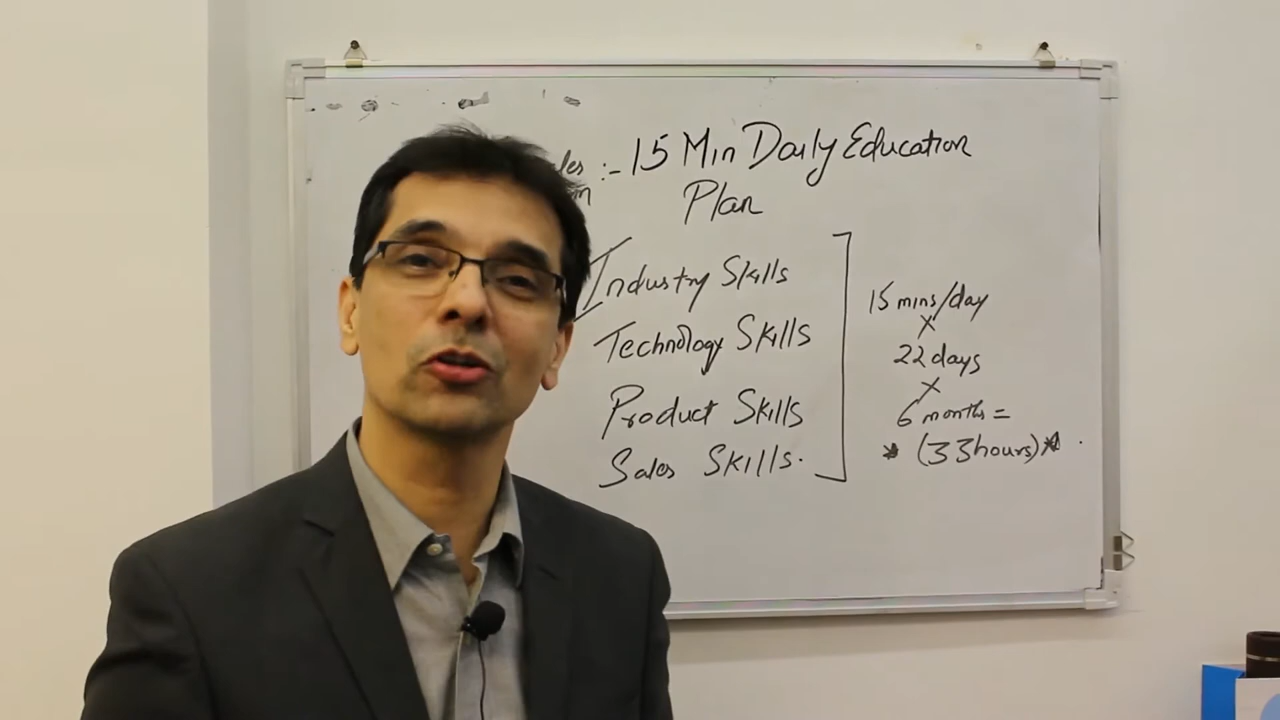 :- 15 Min Daily Education
Plan
Industry Skills
Technology Skills
Product Skills
Sales Skills.
15 mins/day
×
22 days
×
6 months =
* (33hours)* .